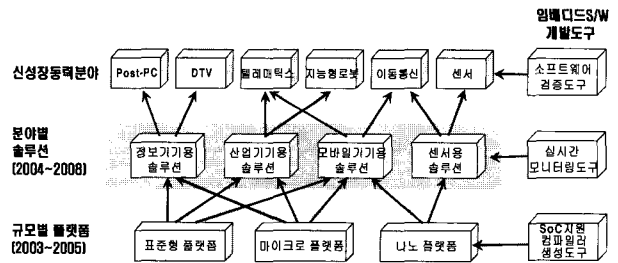 임베디드S/W
개발도구
신성장동력분야
Post-PC
DTV
텔레매틱스
지능형로봇
이동통신
센서
소프트웨어
검증도구
분야별
솔루션
(2004~2008)
정보기기용
솔루션
산업기기용
솔루션
모바일기기용
솔루션
센서용
솔루션
실시간
모니터링도구
규모별 플랫폼
(2003~2005)
표준형 플랫폼
마이크로 플랫폼
나노 플랫폼
SoC지원
컴파일러
생성도구